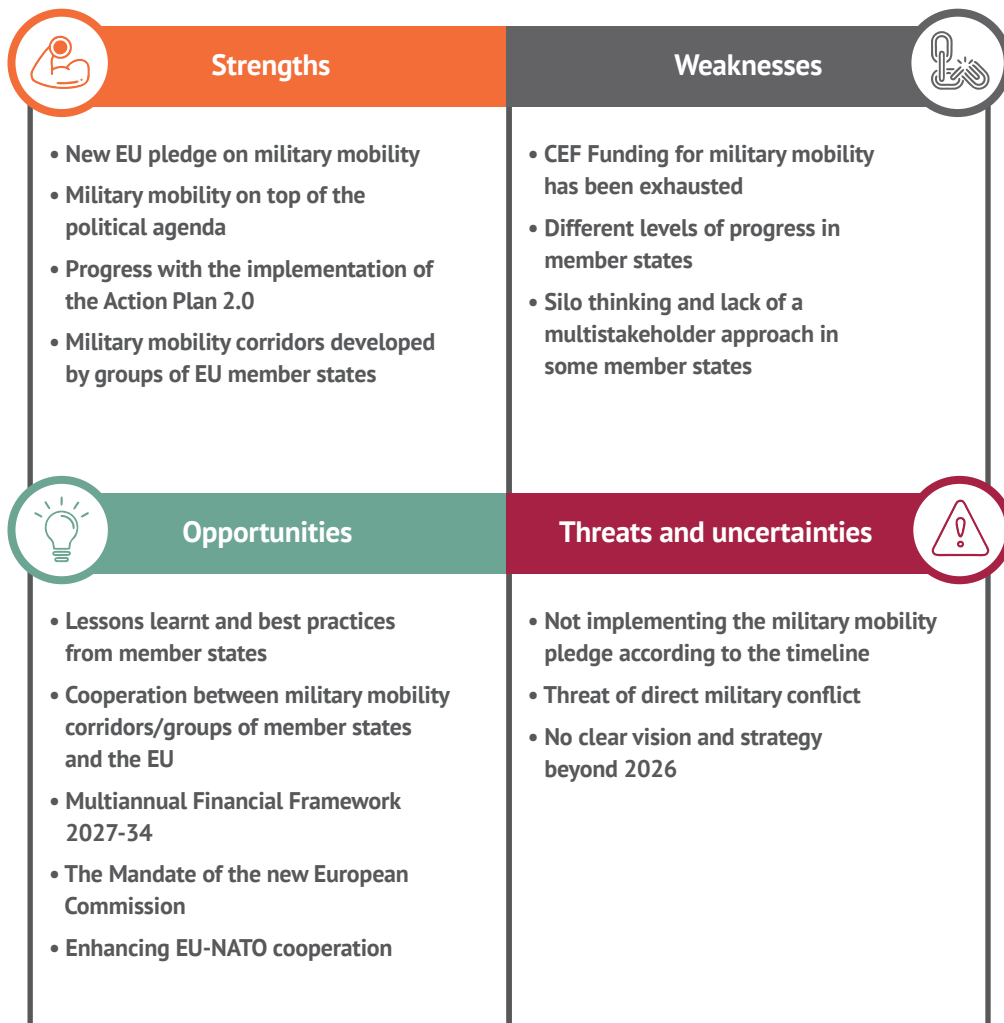 Strengths
• New EU pledge on military mobility
• Military mobility on top of the
political agenda
• Progress with the implementation of
the Action Plan 2.0
• Military mobility corridors developed
by groups of EU member states
Weaknesses
• CEF Funding for military mobility
has been exhausted
• Different levels of progress in
member states
• Silo thinking and lack of a
multistakeholder approach in
some member states
Opportunities
• Lessons learnt and best practices
from member states
• Cooperation between military mobility
corridors/groups of member states
and the EU
• Multiannual Financial Framework
2027-34
• The Mandate of the new European
Commission
• Enhancing EU-NATO cooperation
Threats and uncertainties
• Not implementing the military mobility
pledge according to the timeline
• Threat of direct military conflict
• No clear vision and strategy
beyond 2026